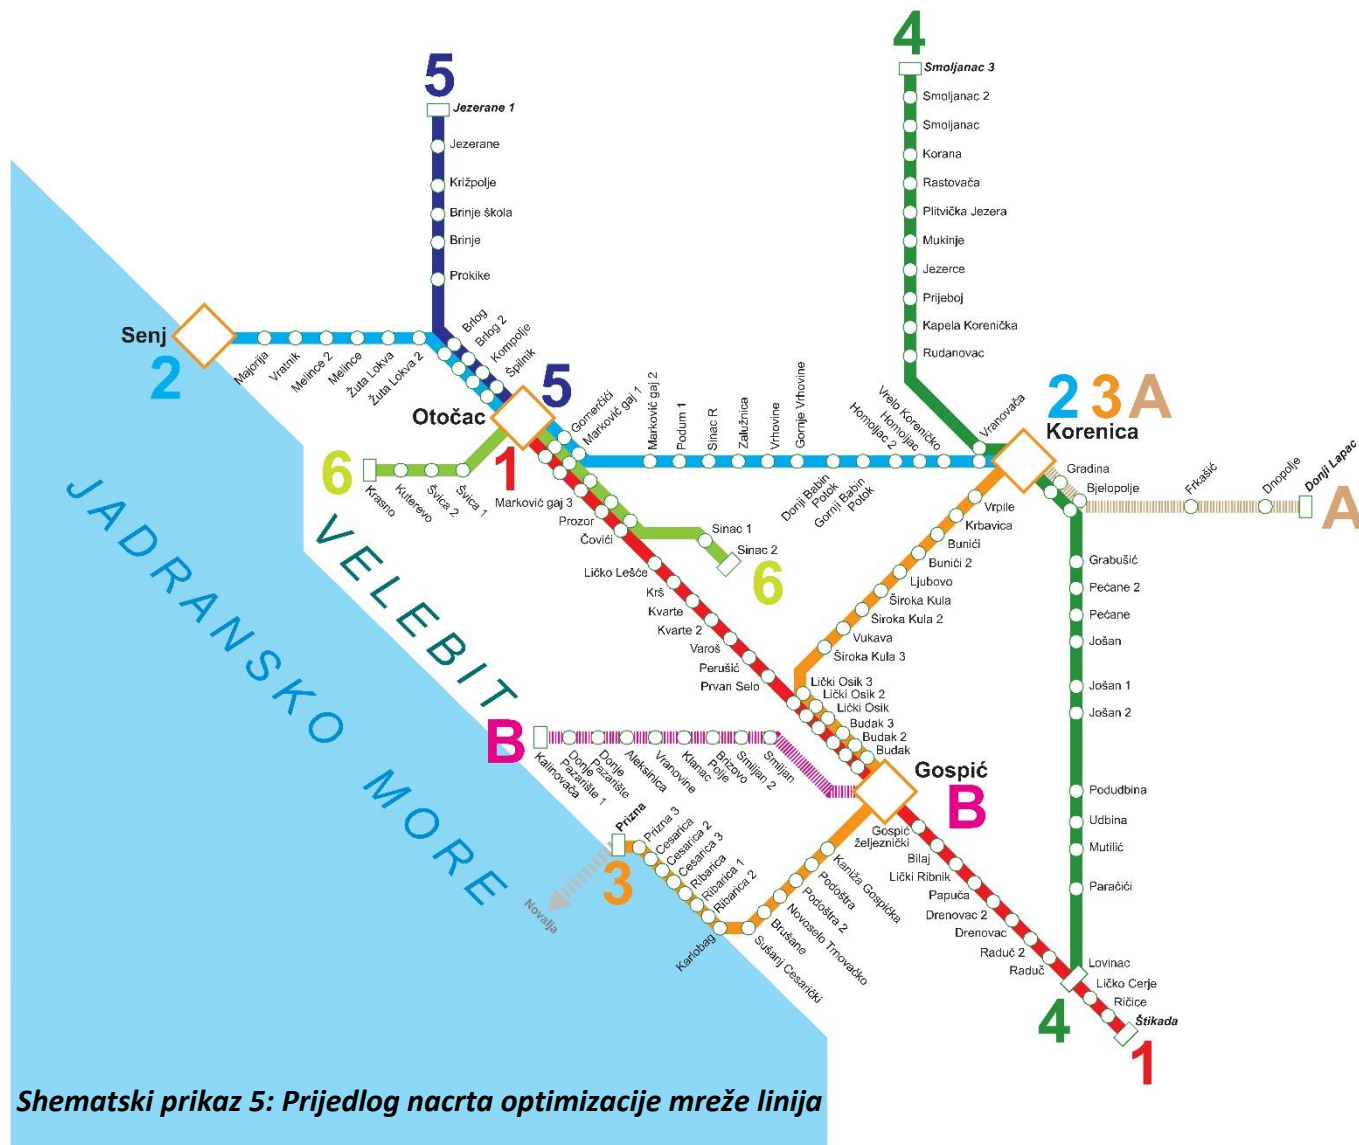 4
Smoljanac 3
Smoljanac 2
Smoljanac
Korana
Rastovača
Plitvička Jezera
Mukinje
Jezerce
Prijeboj
Kapela Korenička
Rudanovac
Vrelo Koreničko
Homoljac
Homoljac 2
Vranovača
5
Jezerane 1
Jezerane
Križpolje
Brinje škola
Brinje
Prokike
Brlog
Brlog 2
Kompolje
Špilnik
5
Senj
2
Majorija
Vratnik
Melince 2
Melince
Žuta Lokva
Žuta Lokva 2
Otočac
1
Gomerčići
Marković gaj 1
Marković gaj 2
Podum 1
Sinac R
Zalužnica
Vrhovine
Gornje Vrhovine
Donji Babin
Potok
Gornji Babin
Potok
2 3 A
Korenica
Gradina
Bjelopolje
Frkašić
Dnopolje
Donji Lapac
A
6
Krasno
Kuterevo
Švica 2
Švica 1
Marković gaj 3
Prozor
Čovići
Sinac 1
Sinac 2
6
Ličko Lešće
Krš
Kvarte
Kvarte 2
Varoš
Perušić
Prvan Selo
Vrpile
Krbavica
Bunići
Bunići 2
Ljubovo
Široka Kula
Široka Kula 2
Vukava
Široka Kula 3
Lički Osik 3
Lički Osik 2
Lički Osik
Budak 3
Budak 2
Budak
Grabušić
Pećane 2
Pećane
Jošan
Jošan 1
Jošan 2
Podudbina
Udbina
Mutilić
Paračići
Lovinac
Ličko Cerje
Ričice
Štikada
4
1
JADRANSKO MORE
VELEBIT
B
Kalinovača
Donje
Pazarište 1
Donje
Pazarište
Aleksinica
Vranovine
Klanac
Brizovo
Polje
Smiljan 2
Smiljan
Gospić
B
Gospić
željeznički
Bilaj
Lički Ribnik
Papuča
Drenovac 2
Drenovac
Raduč 2
Raduč
Prizna
3
Novalja
Prizna 3
Cesarica
Cesarica 2
Cesarica 3
Ribarica
Ribarica 1
Ribarica 2
Karlobag
Sušanj Cesarički
Brušane
Novoselo Trnovačko
Podoštra 2
Podoštra
Kaniža Gospićka
Shematski prikaz 5: Prijedlog nacrta optimizacije mreže linija